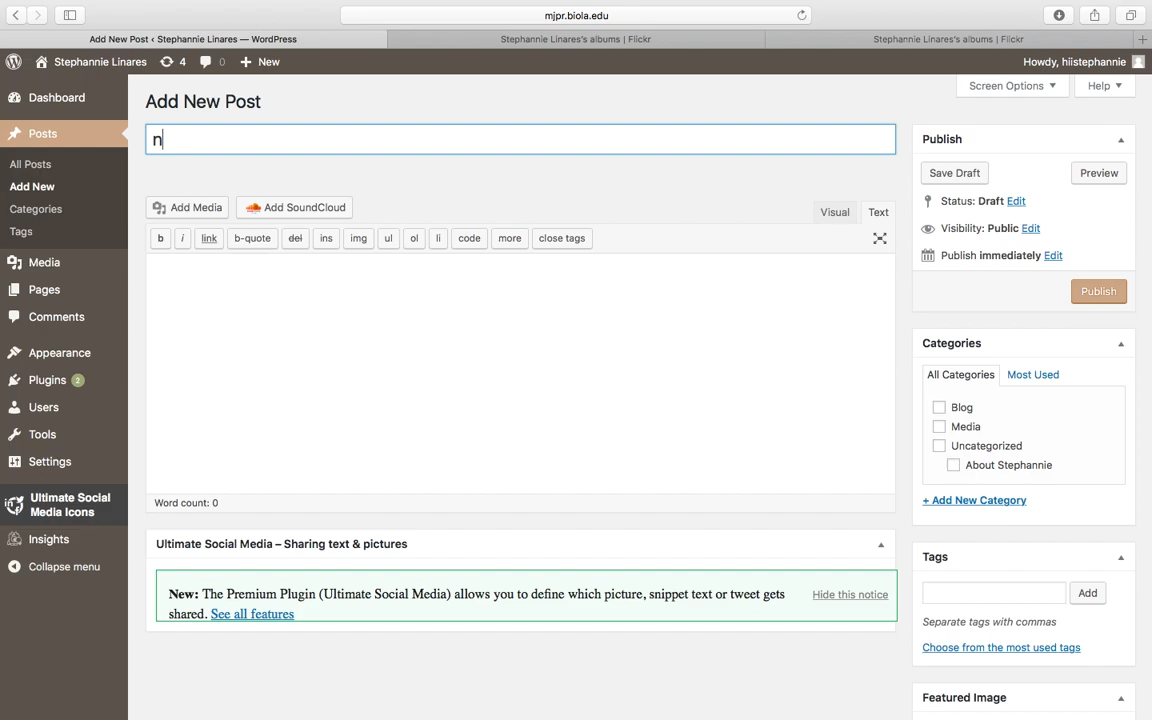 mjpr.biola.edu
Add New Post ‹ Stephannie Linares — WordPress
Stephannie Linares's albums | Flickr
Stephannie Linares's albums | Flickr
Stephannie Linares
4
0
New
Howdy, hiistephannie
Dashboard
Posts
All Posts
Add New
Categories
Tags
Media
Pages
Comments
Appearance
Plugins 2
Users
Tools
Settings
Ultimate Social
Media Icons
Insights
Collapse menu
Screen Options
Help
Add New Post
n
Add Media
Add SoundCloud
Visual
Text
b
i
link
b-quote
del
ins
img
ul
ol
li
code
more
close tags
Word count: 0
Ultimate Social Media – Sharing text & pictures
New: The Premium Plugin (Ultimate Social Media) allows you to define which picture, snippet text or tweet gets
shared. See all features
Hide this notice
Publish
Save Draft
Preview
Status: Draft Edit
Visibility: Public Edit
Publish immediately Edit
Publish
Categories
All Categories
Most Used
Blog
Media
Uncategorized
About Stephannie
+ Add New Category
Tags
Add
Separate tags with commas
Choose from the most used tags
Featured Image